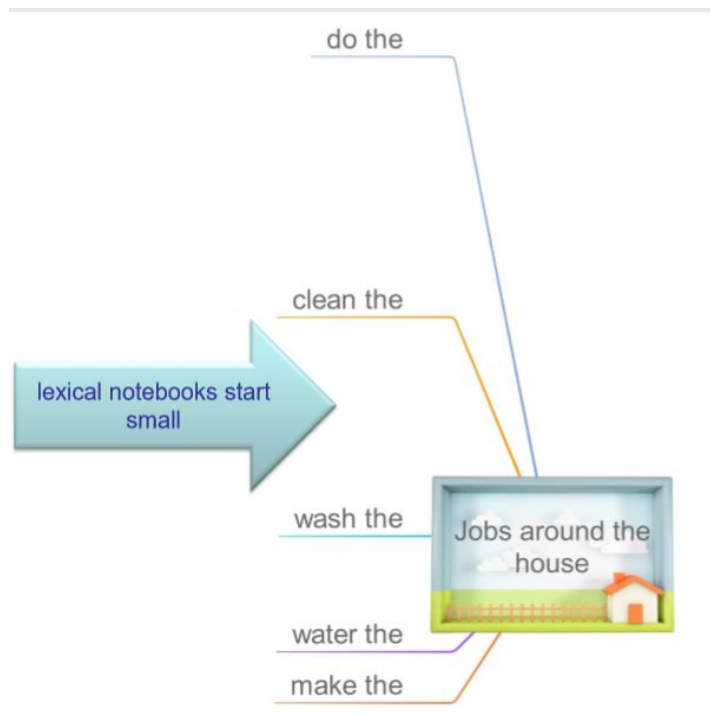 do the
clean the
lexical notebooks start
small
wash the
Jobs around the
house
water the
make the